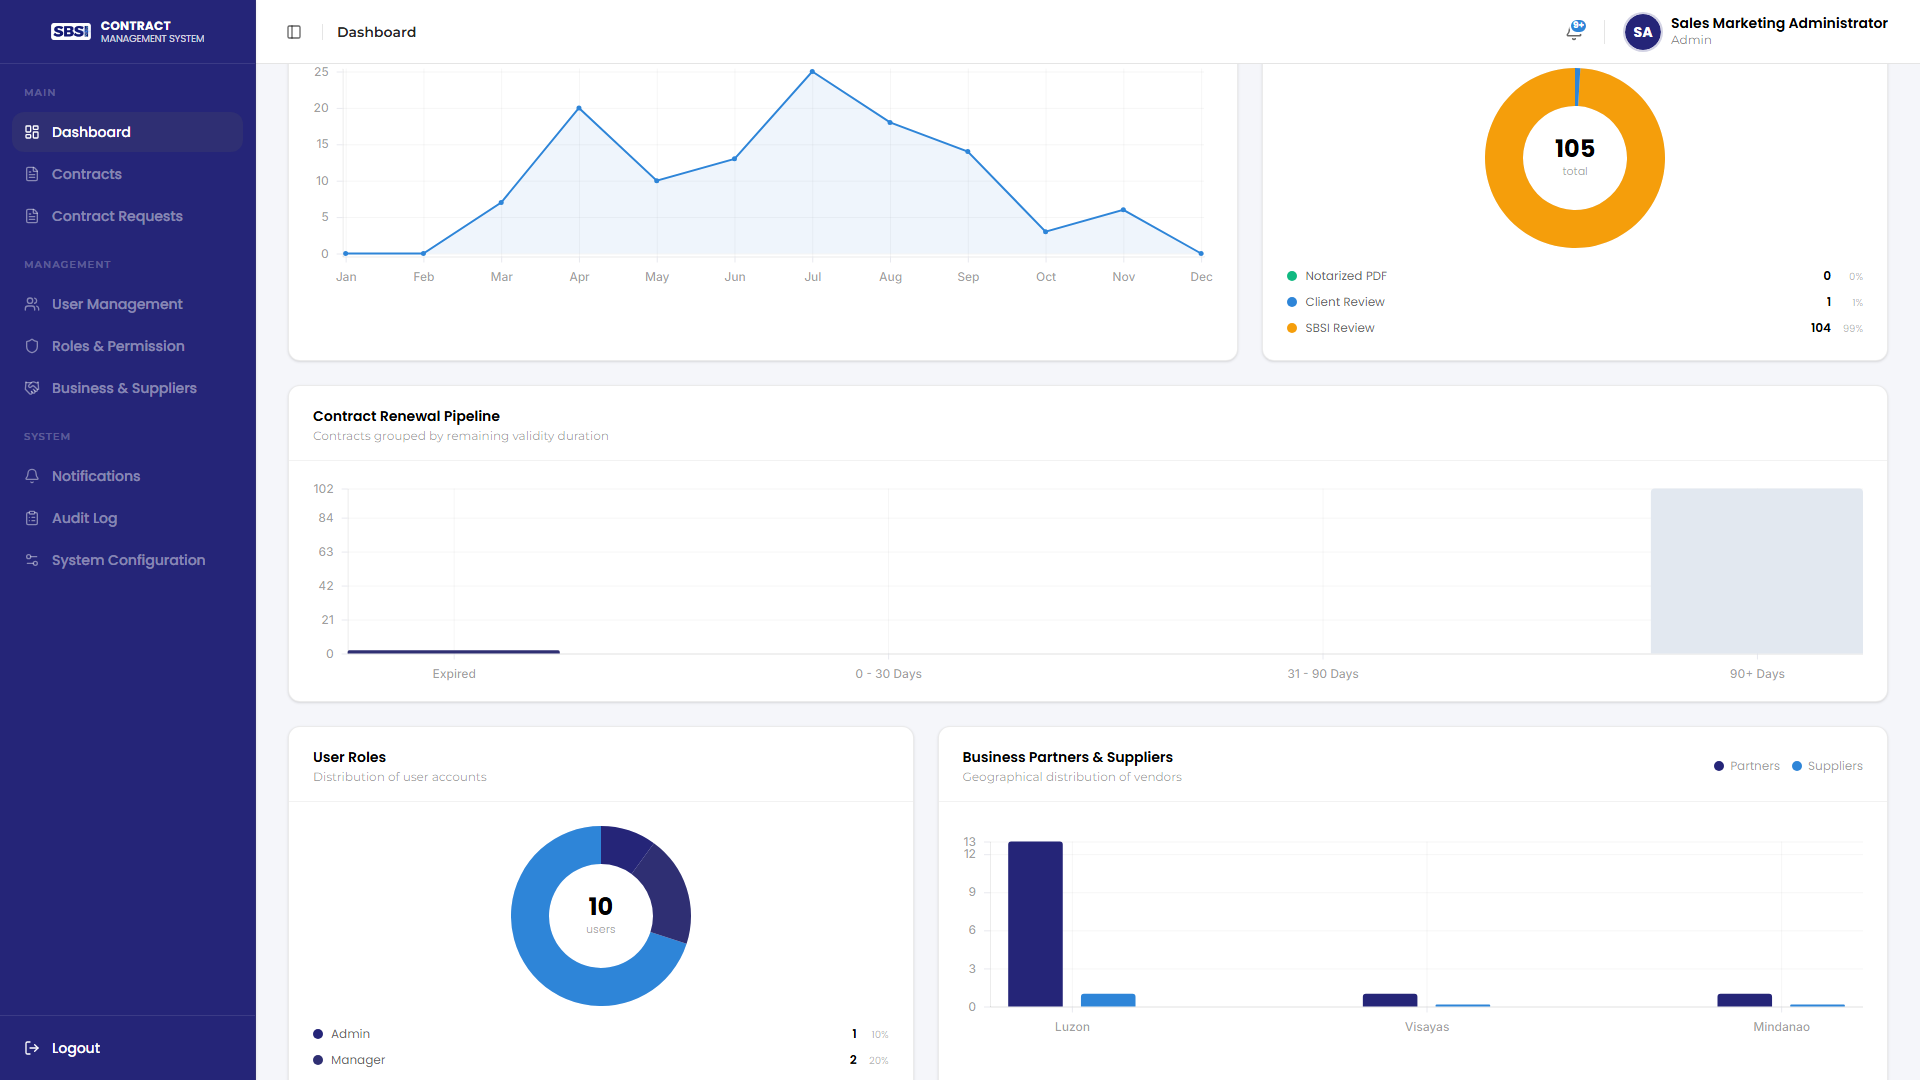 SBSI
CONTRACT
MANAGEMENT SYSTEM
MAIN
Dashboard
Contracts
Contract Requests
MANAGEMENT
User Management
Roles & Permission
Business & Suppliers
SYSTEM
Notifications
Audit Log
System Configuration
Logout
Dashboard
9+
SA
Sales Marketing Administrator
Admin
25
20
15
10
5
0
Jan Feb Mar Apr May Jun Jul Aug Sep Oct Nov Dec
105
total
Notarized PDF 0 0%
Client Review 1 1%
SBSI Review 104 99%
Contract Renewal Pipeline
Contracts grouped by remaining validity duration
102
84
63
42
21
0
Expired 0 - 30 Days 31 - 90 Days 90+ Days
User Roles
Distribution of user accounts
10
users
Admin 1 10%
Manager 2 20%
Business Partners & Suppliers
Geographical distribution of vendors
Partners Suppliers
13
12
9
6
3
0
Luzon Visayas Mindanao